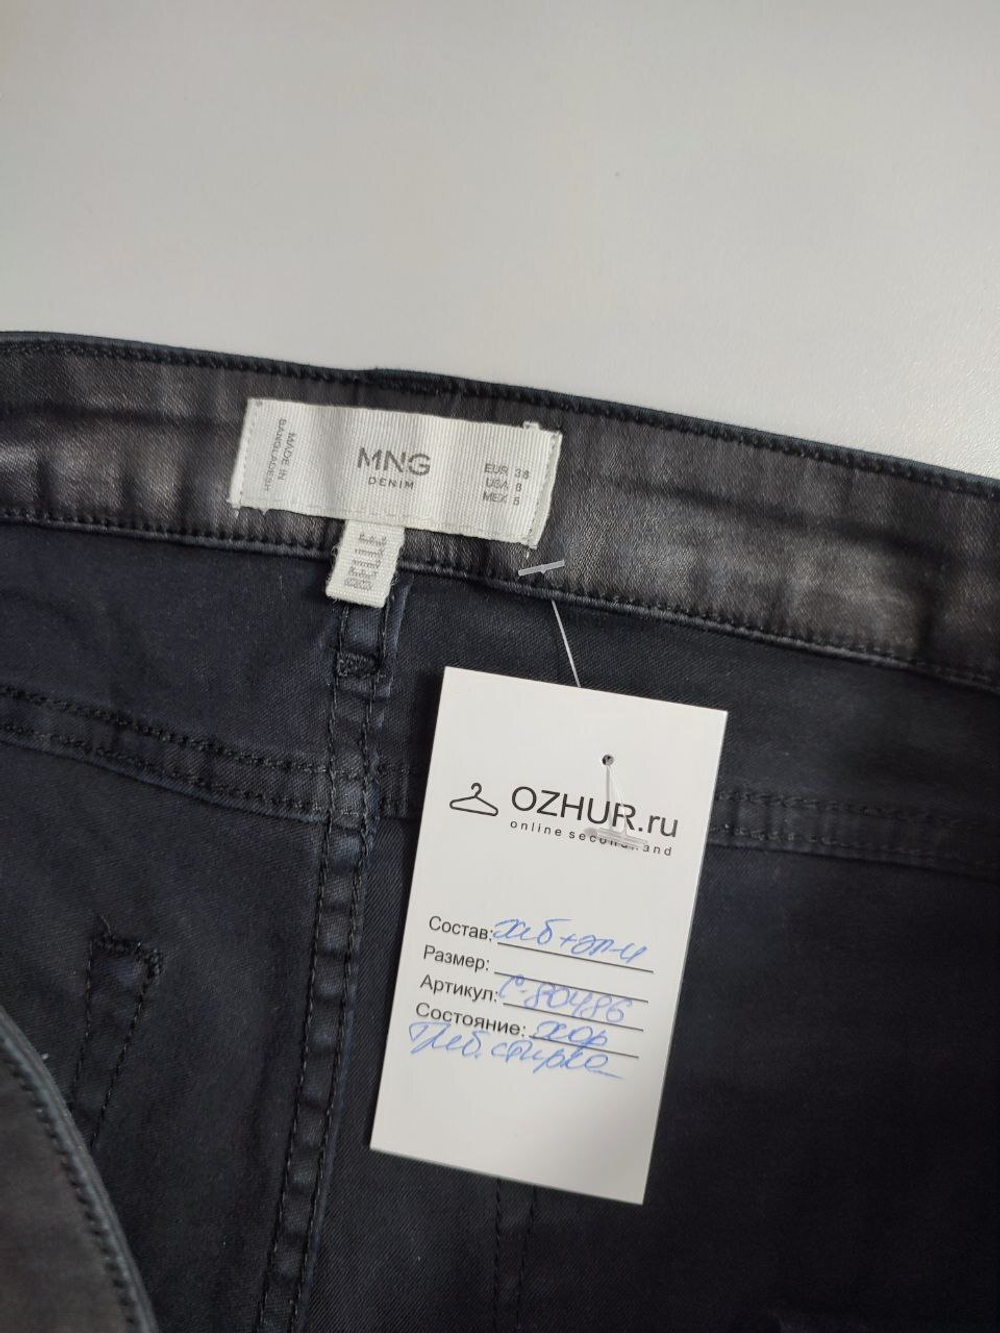 MADE IN
BANGLADESH
MNG
DENIM
EUR 38
USA 8
MEX 8
OZHUR.ru
online second hand
Состав: хлб+эл-н
Размер:
Артикул: С-80486
Состояние: хор
Треб. стирка